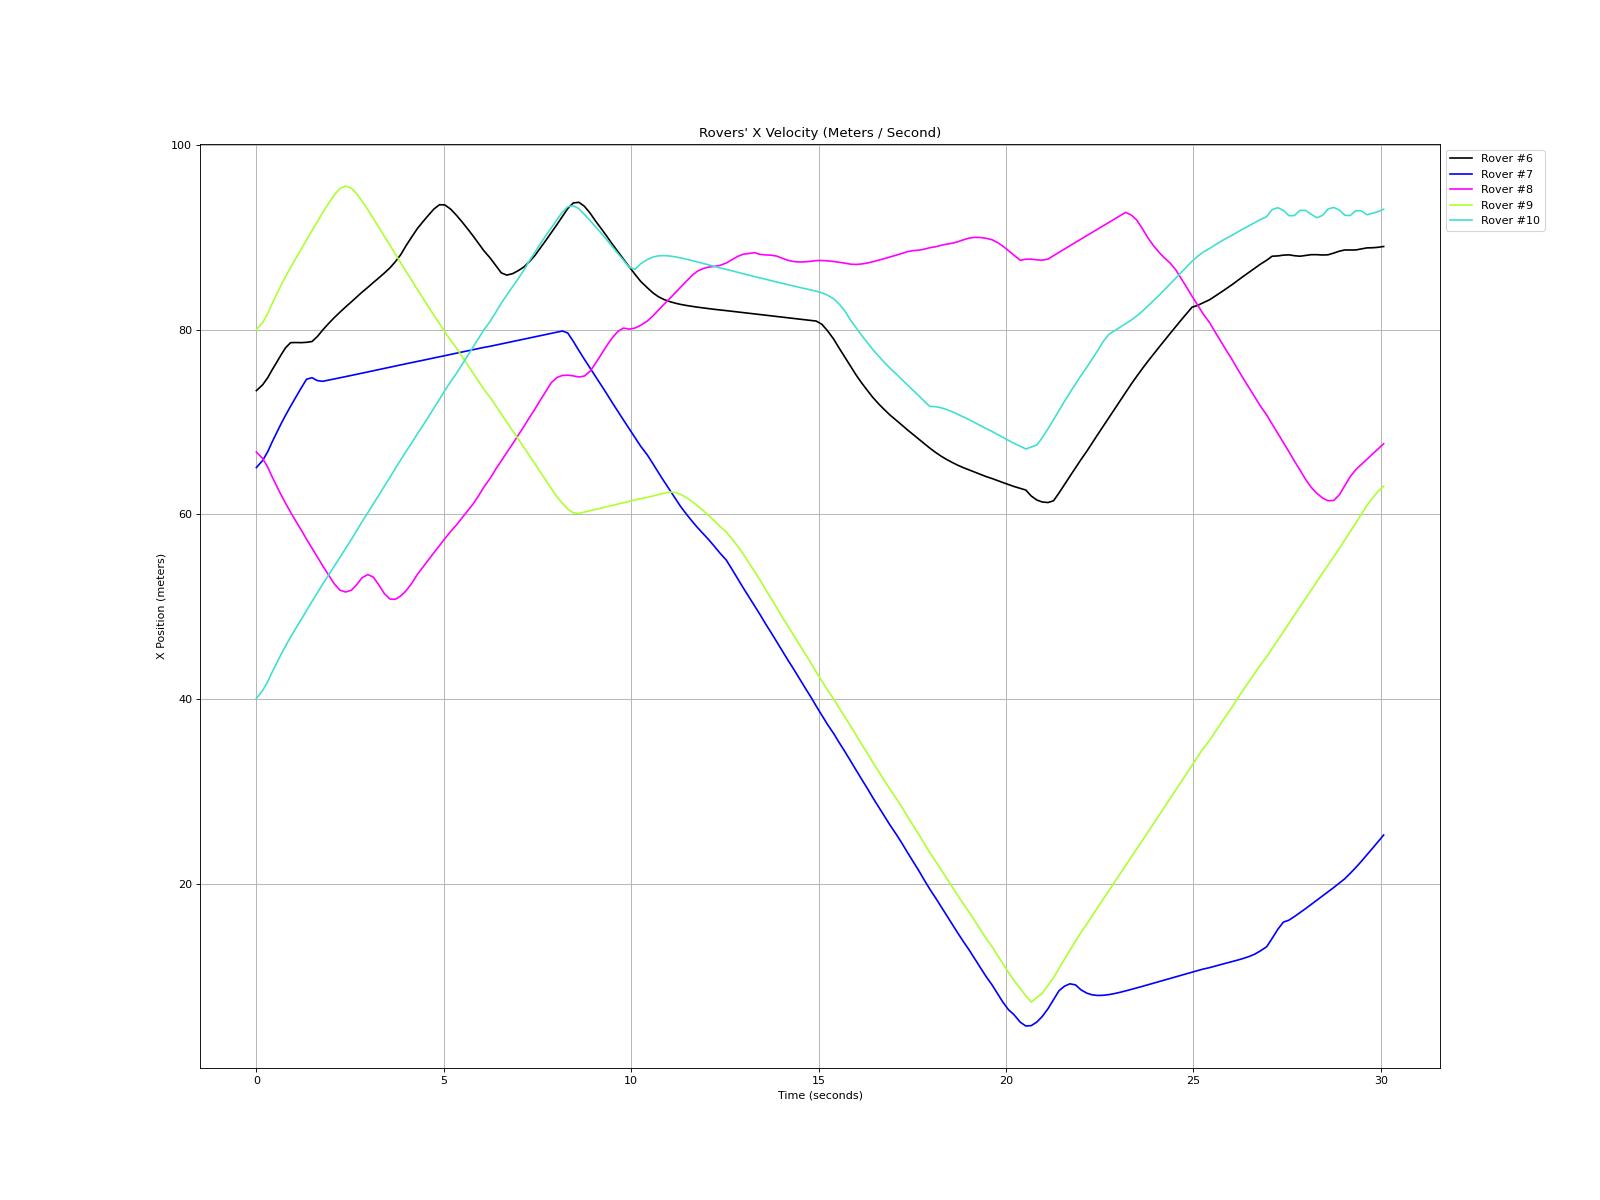 Rovers' X Velocity (Meters / Second)
100
80
60
40
20
X Position (meters)
0 5 10 15 20 25 30
Time (seconds)
Rover #6
Rover #7
Rover #8
Rover #9
Rover #10